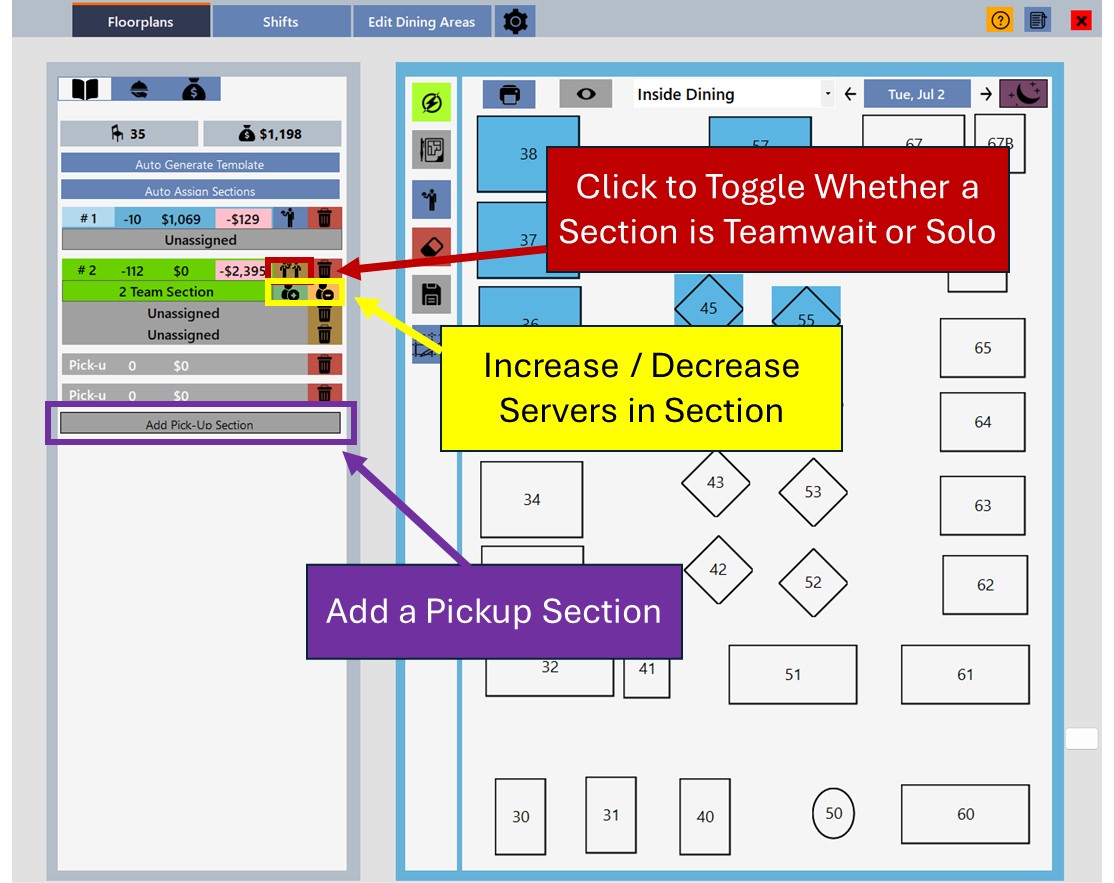 Floorplans Shifts Edit Dining Areas
?
Inside Dining Tue, Jul 2
35 $1,198
Auto Generate Template
Auto Assign Sections
# 1 -10 $1,069 -$129
Unassigned
# 2 -112 $0 -$2,395
2 Team Section
Unassigned
Unassigned
Pick-u 0 $0
Pick-u 0 $0
Add Pick-Up Section
Click to Toggle Whether a
Section is Teamwait or Solo
Increase / Decrease
Servers in Section
Add a Pickup Section
38 57 67 67B
37
36 45 55 65
64
34 43 53 63
42 52 62
32 41 51 61
30 31 40 50 60